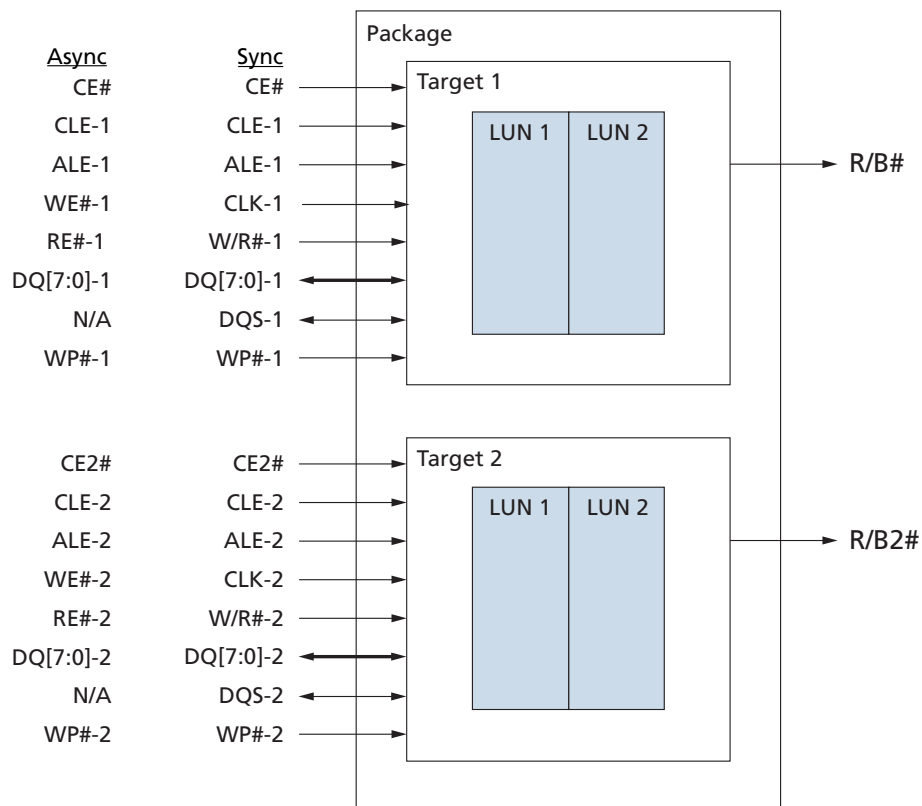 Package
Async Sync
CE# CE# Target 1
CLE-1 CLE-1 LUN 1 LUN 2
ALE-1 ALE-1 R/B#
WE#-1 CLK-1
RE#-1 W/R#-1
DQ[7:0]-1 DQ[7:0]-1
N/A DQS-1
WP#-1 WP#-1
CE2# CE2# Target 2
CLE-2 CLE-2 LUN 1 LUN 2
ALE-2 ALE-2 R/B2#
WE#-2 CLK-2
RE#-2 W/R#-2
DQ[7:0]-2 DQ[7:0]-2
N/A DQS-2
WP#-2 WP#-2